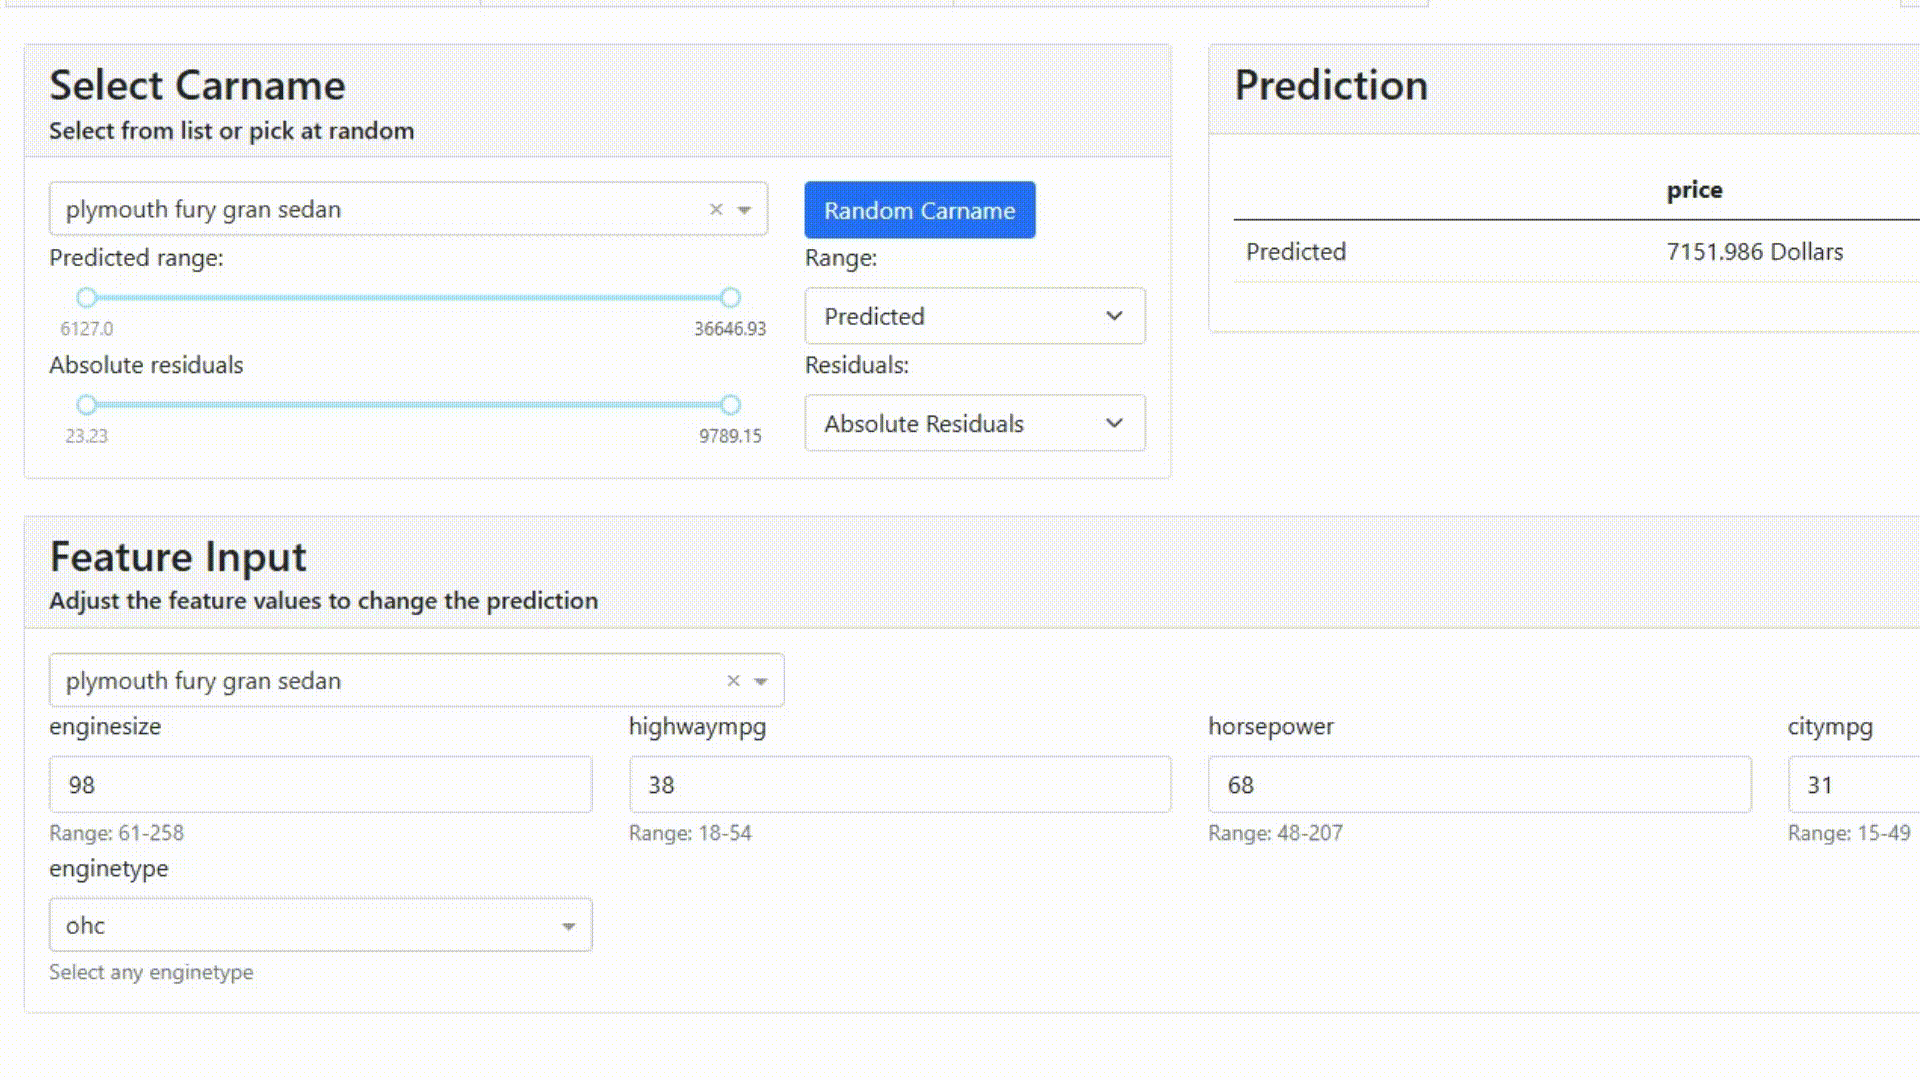 Select Carname
Select from list or pick at random
plymouth fury gran sedan
Random Carname
Predicted range:
Range:
6127.0
36646.93
Predicted
Absolute residuals
Residuals:
23.23
9789.15
Absolute Residuals
Prediction
price
Predicted 7151.986 Dollars
Feature Input
Adjust the feature values to change the prediction
plymouth fury gran sedan
enginesize
highwaympg
horsepower
citympg
98
38
68
31
Range: 61-258
Range: 18-54
Range: 48-207
Range: 15-49
enginetype
ohc
Select any enginetype